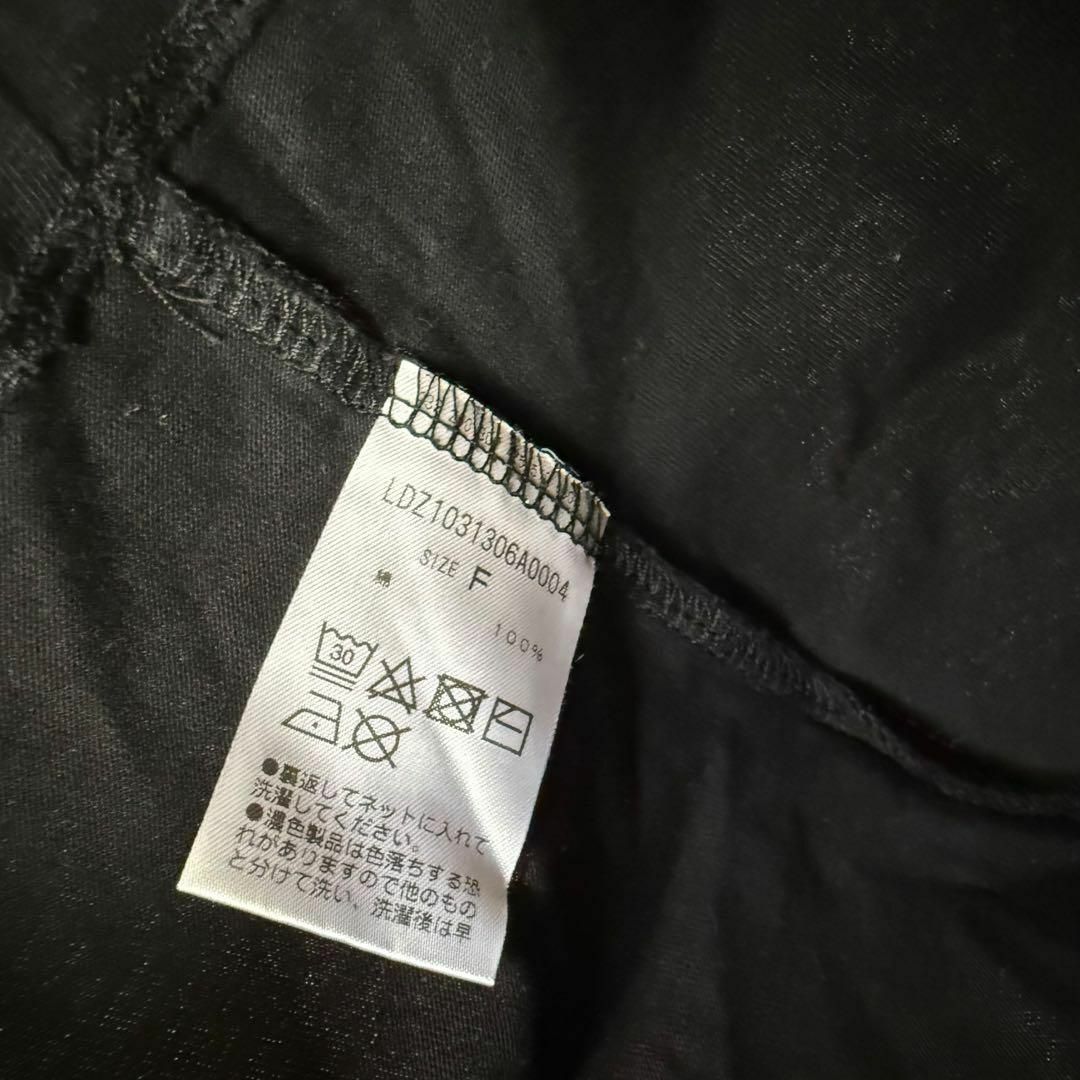 LDZ1031306A0004
SIZE F
綿 100%
30
●裏返してネットに入れて
洗濯してください。
●濃色製品は色落ちする恐
れがありますので他のもの
と分けて洗い、洗濯後は早